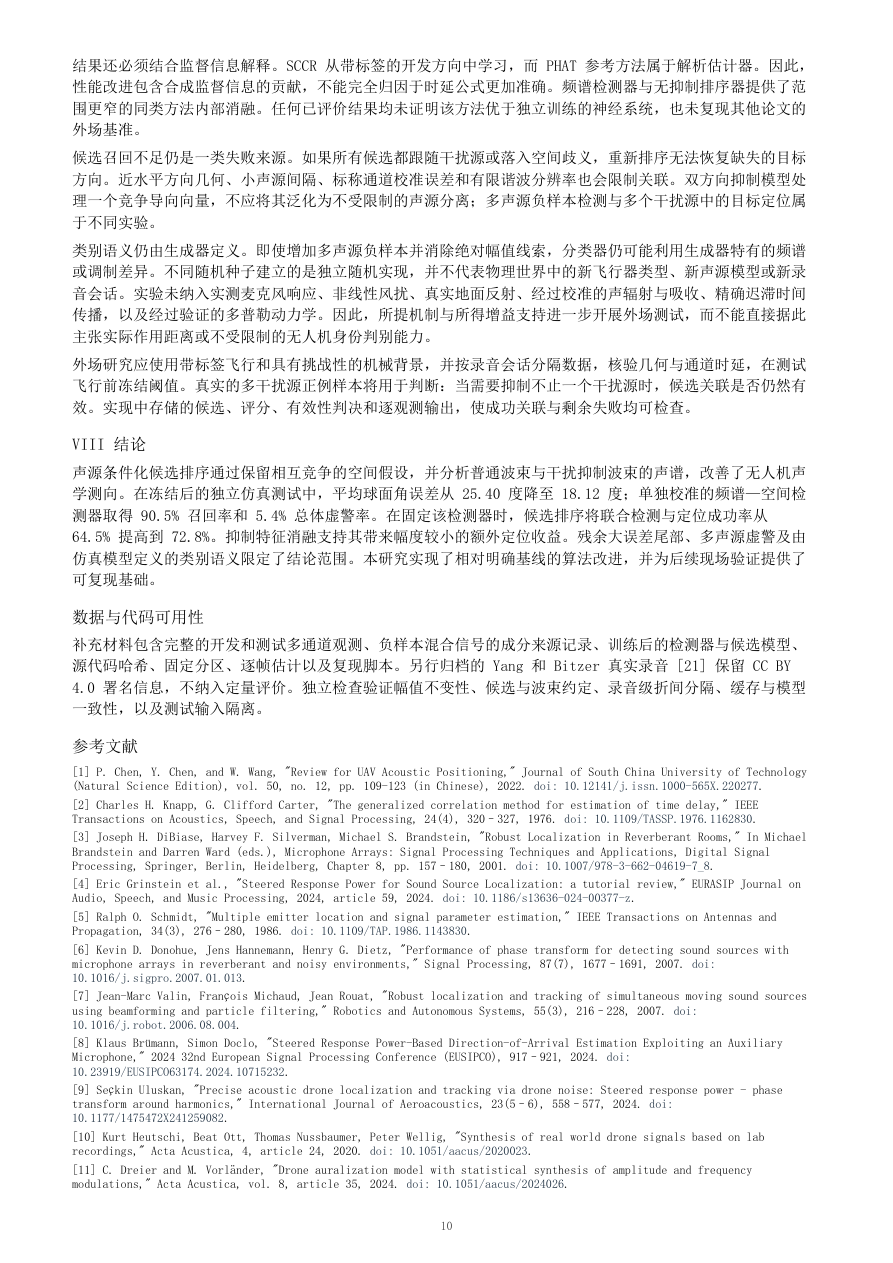 结果还必须结合监督信息解释。SCCR 从带标签的开发方向中学习，而 PHAT 参考方法属于解析估计器。因此，
性能改进包含合成监督信息的贡献，不能完全归因于时延公式更加准确。频谱检测器与无抑制排序器提供了范
围更窄的同类方法内部消融。任何已评价结果均未证明该方法优于独立训练的神经系统，也未复现其他论文的
外场基准。
候选召回不足仍是一类失败来源。如果所有候选都跟随干扰源或落入空间歧义，重新排序无法恢复缺失的目标
方向。近水平方向几何、小声源间隔、标称通道校准误差和有限谐波分辨率也会限制关联。双方向抑制模型处
理一个竞争导向向量，不应将其泛化为不受限制的声源分离；多声源负样本检测与多个干扰源中的目标定位属
于不同实验。
类别语义仍由生成器定义。即使增加多声源负样本并消除绝对幅值线索，分类器仍可能利用生成器特有的频谱
或调制差异。不同随机种子建立的是独立随机实现，并不代表物理世界中的新飞行器类型、新声源模型或新录
音会话。实验未纳入实测麦克风响应、非线性风扰、真实地面反射、经过校准的声辐射与吸收、精确迟滞时间
传播，以及经过验证的多普勒动力学。因此，所提机制与所得增益支持进一步开展外场测试，而不能直接据此
主张实际作用距离或不受限制的无人机身份判别能力。
外场研究应使用带标签飞行和具有挑战性的机械背景，并按录音会话分隔数据，核验几何与通道时延，在测试
飞行前冻结阈值。真实的多干扰源正例样本将用于判断：当需要抑制不止一个干扰源时，候选关联是否仍然有
效。实现中存储的候选、评分、有效性判决和逐观测输出，使成功关联与剩余失败均可检查。
VIII 结论
声源条件化候选排序通过保留相互竞争的空间假设，并分析普通波束与干扰抑制波束的声谱，改善了无人机声
学测向。在冻结后的独立仿真测试中，平均球面角误差从 25.40 度降至 18.12 度；单独校准的频谱—空间检
测器取得 90.5% 召回率和 5.4% 总体虚警率。在固定该检测器时，候选排序将联合检测与定位成功率从
64.5% 提高到 72.8%。抑制特征消融支持其带来幅度较小的额外定位收益。残余大误差尾部、多声源虚警及由
仿真模型定义的类别语义限定了结论范围。本研究实现了相对明确基线的算法改进，并为后续现场验证提供了
可复现基础。
数据与代码可用性
补充材料包含完整的开发和测试多通道观测、负样本混合信号的成分来源记录、训练后的检测器与候选模型、
源代码哈希、固定分区、逐帧估计以及复现脚本。另行归档的 Yang 和 Bitzer 真实录音 [21] 保留 CC BY
4.0 署名信息，不纳入定量评价。独立检查验证幅值不变性、候选与波束约定、录音级折间分隔、缓存与模型
一致性，以及测试输入隔离。
参考文献
[1] P. Chen, Y. Chen, and W. Wang, "Review for UAV Acoustic Positioning," Journal of South China University of Technology
(Natural Science Edition), vol. 50, no. 12, pp. 109-123 (in Chinese), 2022. doi: 10.12141/j.issn.1000-565X.220277.
[2] Charles H. Knapp, G. Clifford Carter, "The generalized correlation method for estimation of time delay," IEEE
Transactions on Acoustics, Speech, and Signal Processing, 24(4), 320–327, 1976. doi: 10.1109/TASSP.1976.1162830.
[3] Joseph H. DiBiase, Harvey F. Silverman, Michael S. Brandstein, "Robust Localization in Reverberant Rooms," In Michael
Brandstein and Darren Ward (eds.), Microphone Arrays: Signal Processing Techniques and Applications, Digital Signal
Processing, Springer, Berlin, Heidelberg, Chapter 8, pp. 157–180, 2001. doi: 10.1007/978-3-662-04619-7_8.
[4] Eric Grinstein et al., "Steered Response Power for Sound Source Localization: a tutorial review," EURASIP Journal on
Audio, Speech, and Music Processing, 2024, article 59, 2024. doi: 10.1186/s13636-024-00377-z.
[5] Ralph O. Schmidt, "Multiple emitter location and signal parameter estimation," IEEE Transactions on Antennas and
Propagation, 34(3), 276–280, 1986. doi: 10.1109/TAP.1986.1143830.
[6] Kevin D. Donohue, Jens Hannemann, Henry G. Dietz, "Performance of phase transform for detecting sound sources with
microphone arrays in reverberant and noisy environments," Signal Processing, 87(7), 1677–1691, 2007. doi:
10.1016/j.sigpro.2007.01.013.
[7] Jean-Marc Valin, François Michaud, Jean Rouat, "Robust localization and tracking of simultaneous moving sound sources
using beamforming and particle filtering," Robotics and Autonomous Systems, 55(3), 216–228, 2007. doi:
10.1016/j.robot.2006.08.004.
[8] Klaus Brümann, Simon Doclo, "Steered Response Power-Based Direction-of-Arrival Estimation Exploiting an Auxiliary
Microphone," 2024 32nd European Signal Processing Conference (EUSIPCO), 917–921, 2024. doi:
10.23919/EUSIPCO63174.2024.10715232.
[9] Seçkin Uluskan, "Precise acoustic drone localization and tracking via drone noise: Steered response power - phase
transform around harmonics," International Journal of Aeroacoustics, 23(5–6), 558–577, 2024. doi:
10.1177/1475472X241259082.
[10] Kurt Heutschi, Beat Ott, Thomas Nussbaumer, Peter Wellig, "Synthesis of real world drone signals based on lab
recordings," Acta Acustica, 4, article 24, 2020. doi: 10.1051/aacus/2020023.
[11] C. Dreier and M. Vorländer, "Drone auralization model with statistical synthesis of amplitude and frequency
modulations," Acta Acustica, vol. 8, article 35, 2024. doi: 10.1051/aacus/2024026.
10